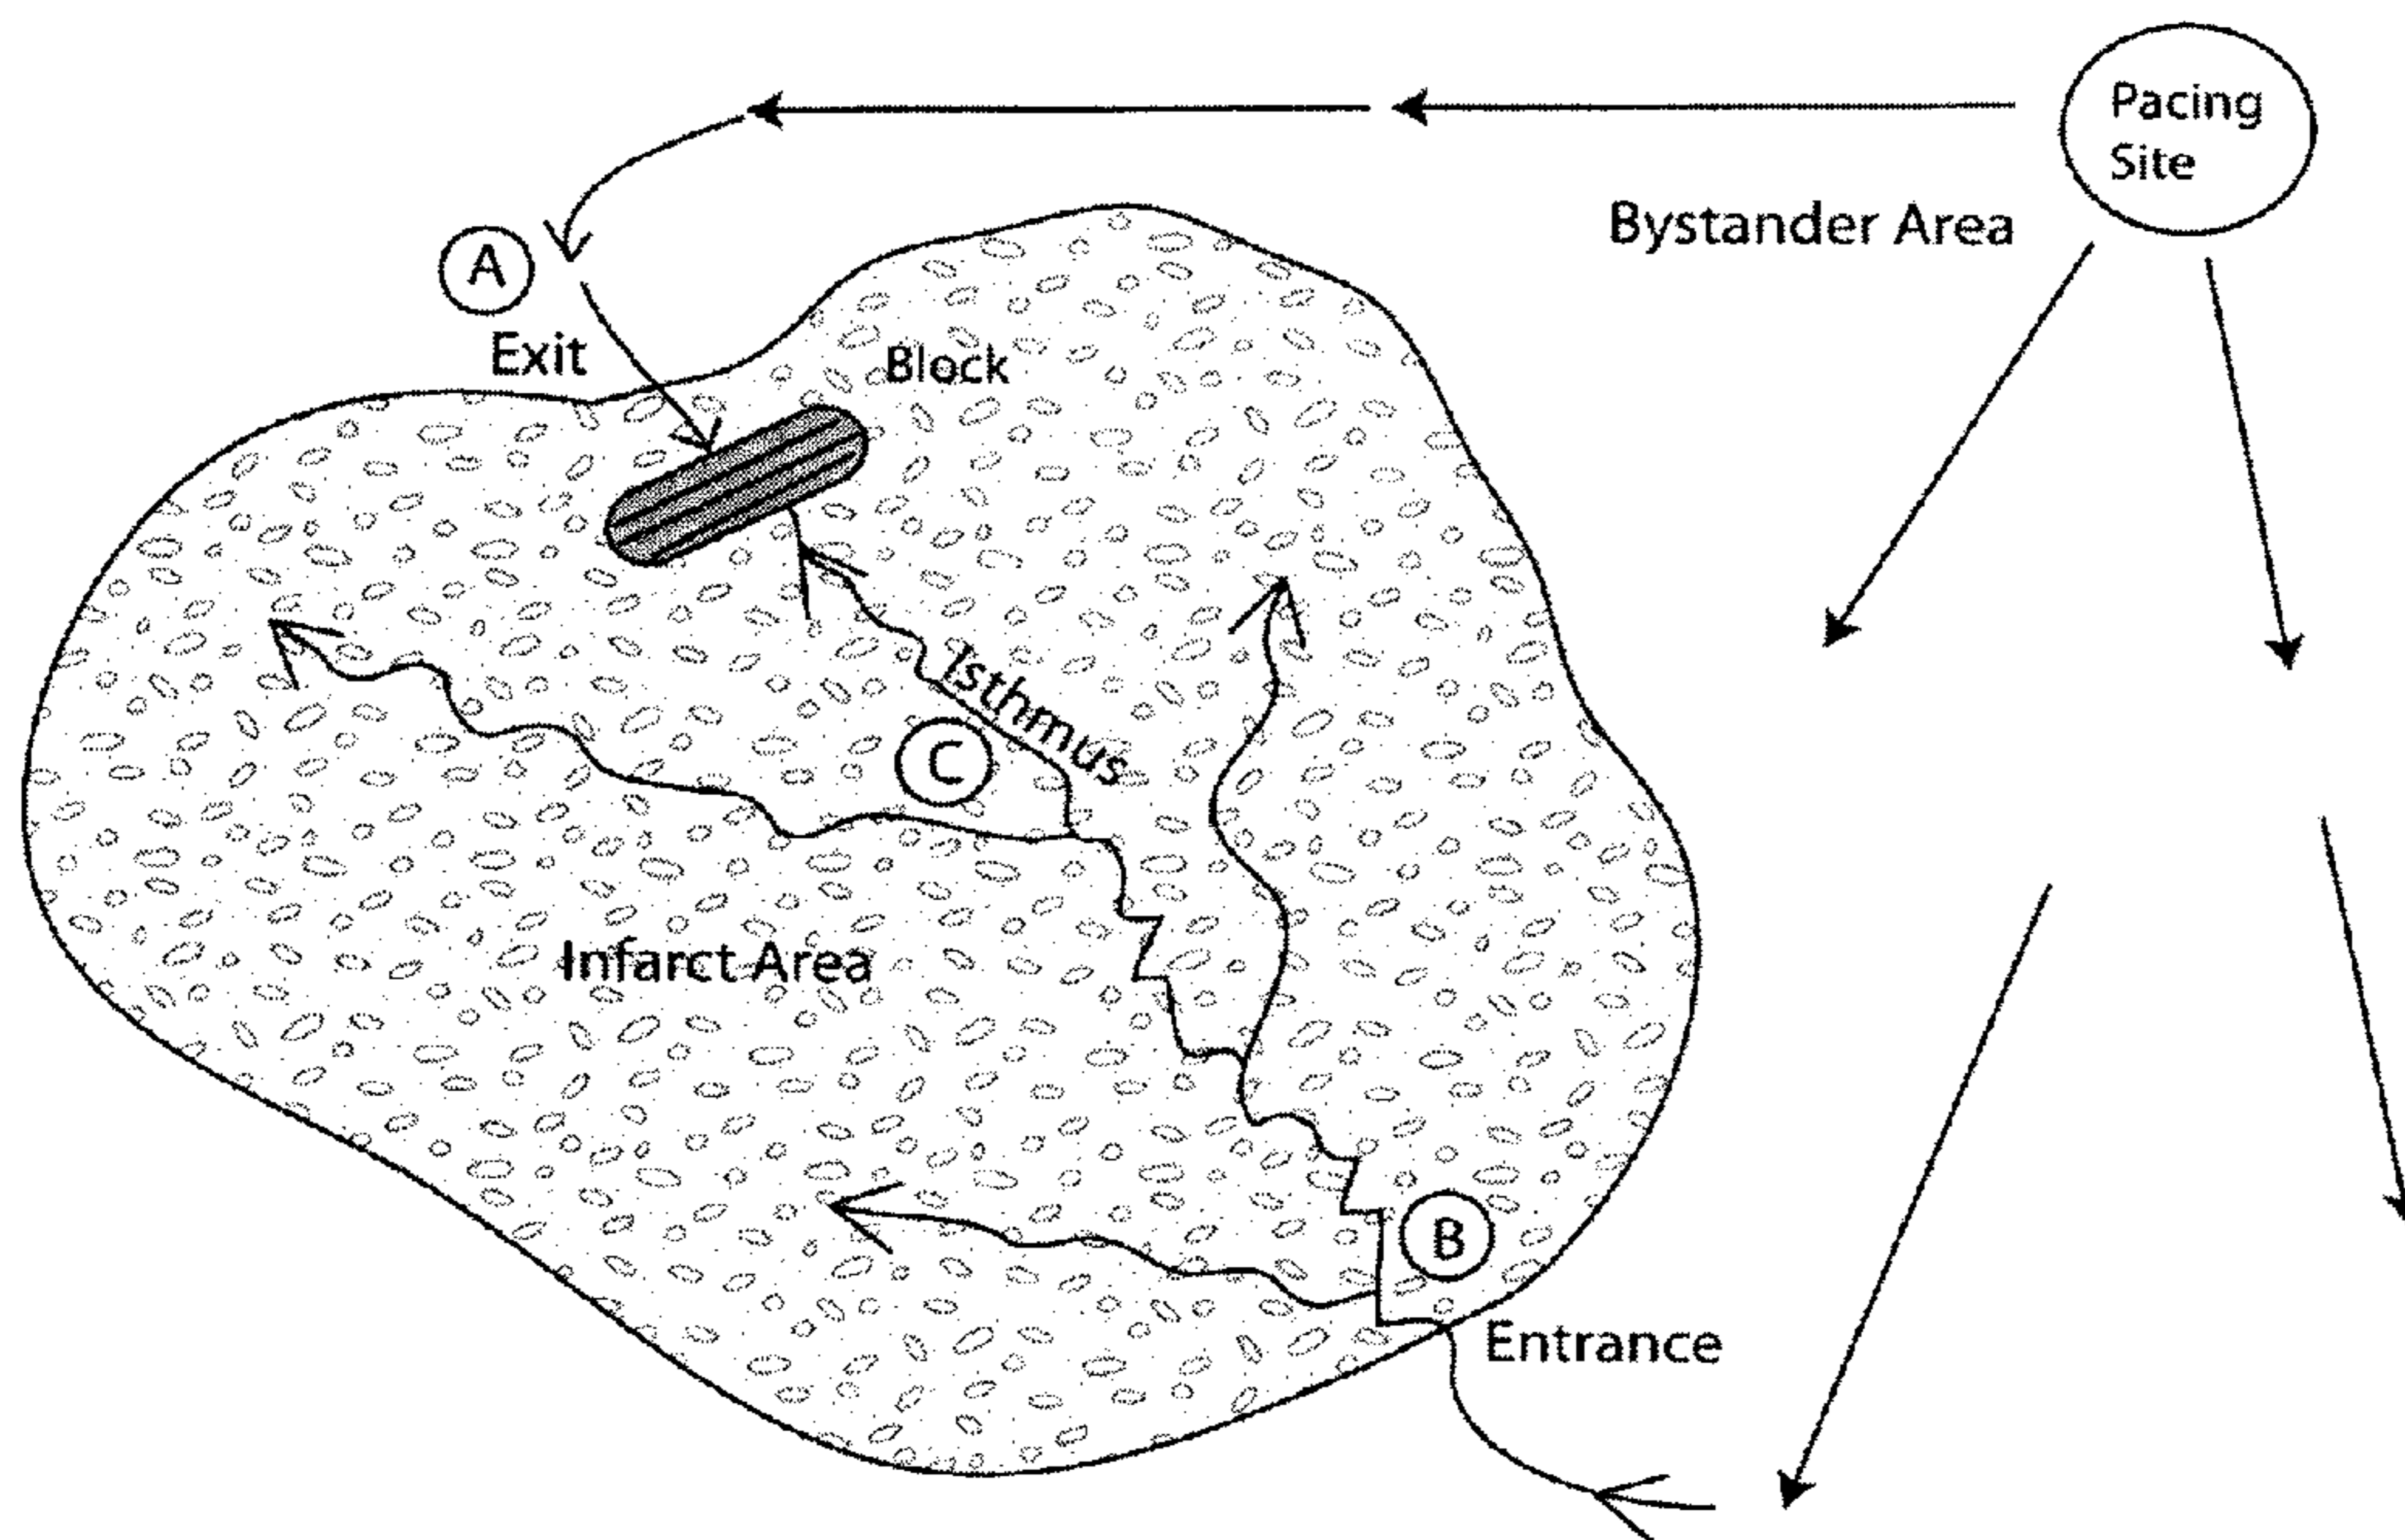 Pacing
Site
Bystander Area
A
Exit
Block
Isthmus
C
Infarct Area
B
Entrance